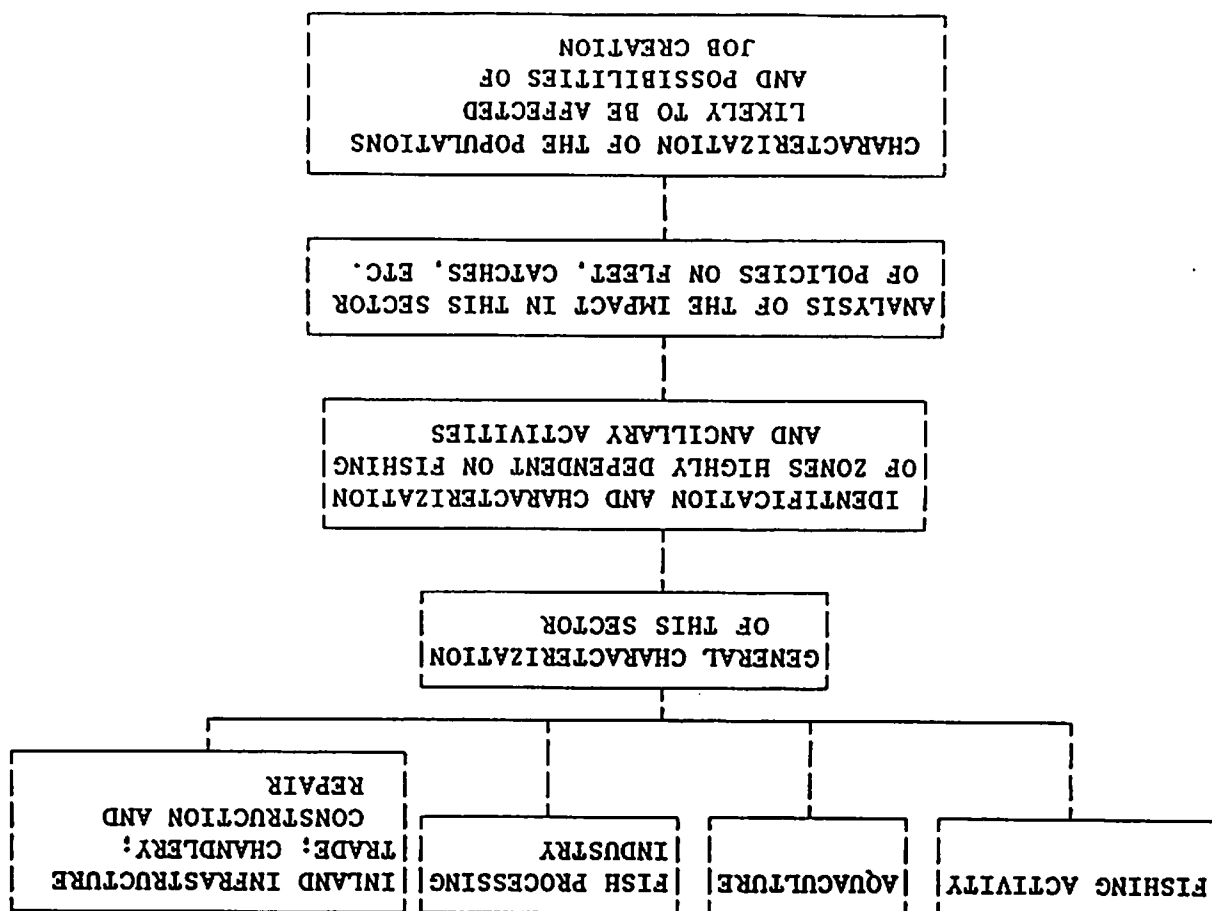 FISHING ACTIVITY
AQUACULTURE
FISH PROCESSING
INDUSTRY
INLAND INFRASTRUCTURE
TRADE; CHANDLERY;
CONSTRUCTION AND
REPAIR
GENERAL CHARACTERIZATION
OF THIS SECTOR
IDENTIFICATION AND CHARACTERIZATION
OF ZONES HIGHLY DEPENDENT ON FISHING
AND ANCILLARY ACTIVITIES
ANALYSIS OF THE IMPACT IN THIS SECTOR
OF POLICIES ON FLEET, CATCHES, ETC.
CHARACTERIZATION OF THE POPULATIONS
LIKELY TO BE AFFECTED
AND POSSIBILITIES OF
JOB CREATION